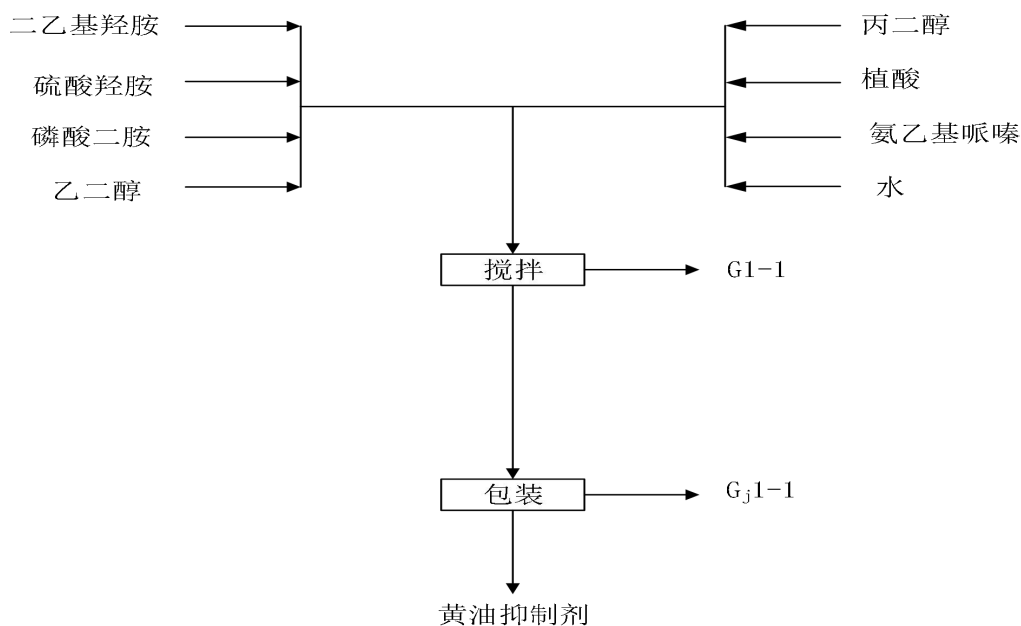 二乙基羟胺
硫酸羟胺
磷酸二胺
乙二醇
丙二醇
植酸
氨乙基哌嗪
水
搅拌
G1-1
包装
Gj1-1
黄油抑制剂